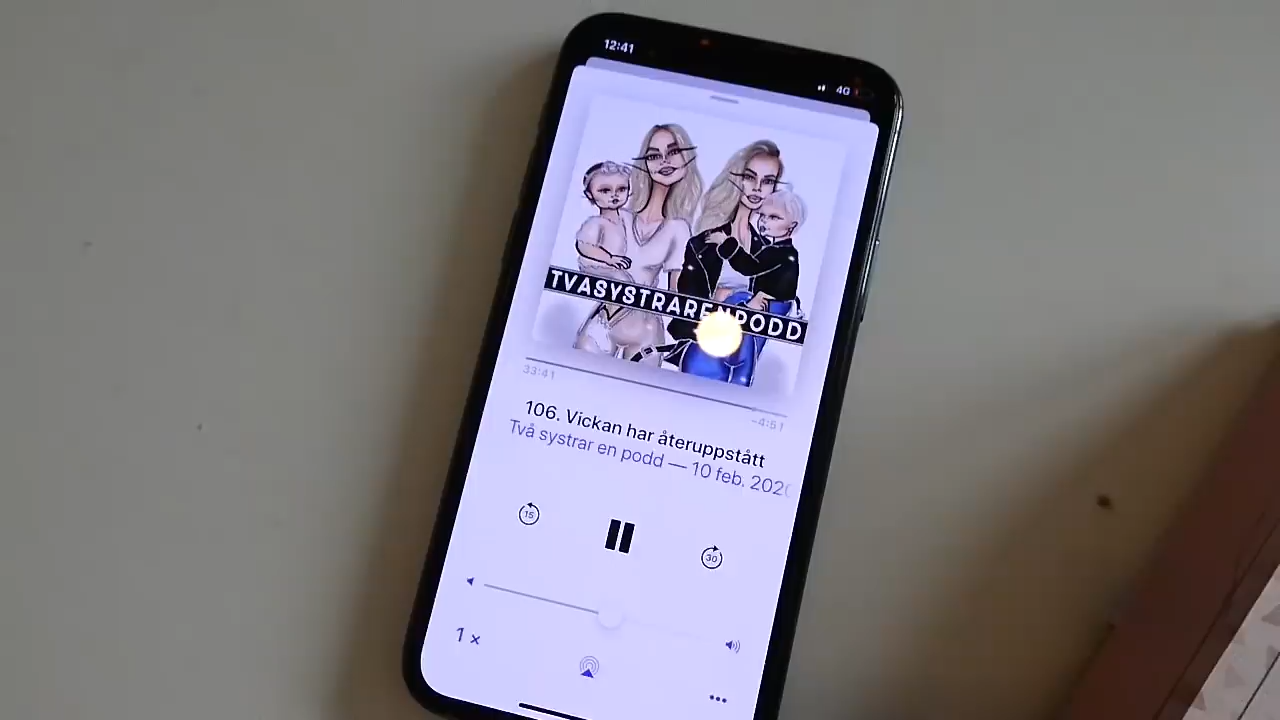 12:41
4G
TVÅSYSTRARENPODD
33:41
-4:51
106. Vickan har återuppstått
Två systrar en podd — 10 feb. 2020
15
30
1×